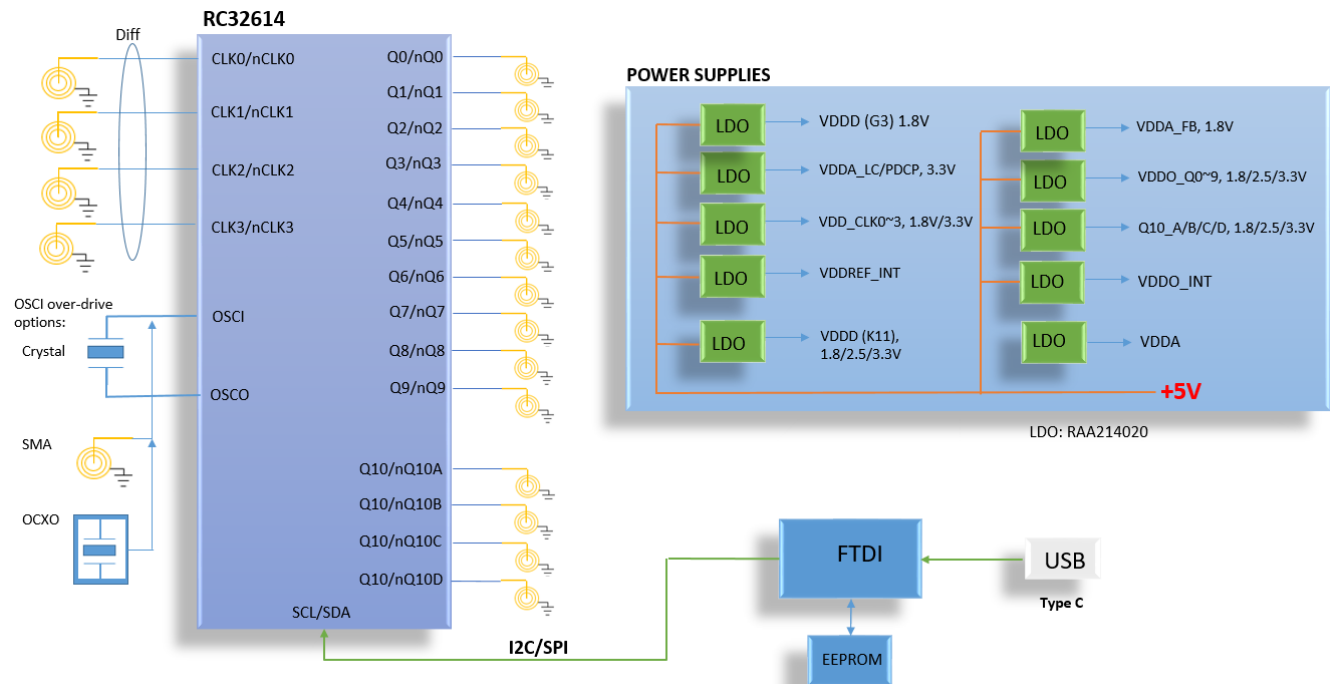 RC32614
Diff
CLK0/nCLK0
CLK1/nCLK1
CLK2/nCLK2
CLK3/nCLK3
OSCI over-drive
options:
Crystal
OSCI
OSCO
SMA
OCXO
Q0/nQ0
Q1/nQ1
Q2/nQ2
Q3/nQ3
Q4/nQ4
Q5/nQ5
Q6/nQ6
Q7/nQ7
Q8/nQ8
Q9/nQ9
Q10/nQ10A
Q10/nQ10B
Q10/nQ10C
Q10/nQ10D
SCL/SDA
I2C/SPI
POWER SUPPLIES
LDO
VDDD (G3) 1.8V
LDO
VDDA_LC/PDCP, 3.3V
LDO
VDD_CLK0~3, 1.8V/3.3V
LDO
VDDREF_INT
LDO
VDDD (K11),
1.8/2.5/3.3V
LDO
VDDA_FB, 1.8V
LDO
VDDO_Q0~9, 1.8/2.5/3.3V
LDO
Q10_A/B/C/D, 1.8/2.5/3.3V
LDO
VDDO_INT
LDO
VDDA
+5V
LDO: RAA214020
FTDI
USB
Type C
EEPROM